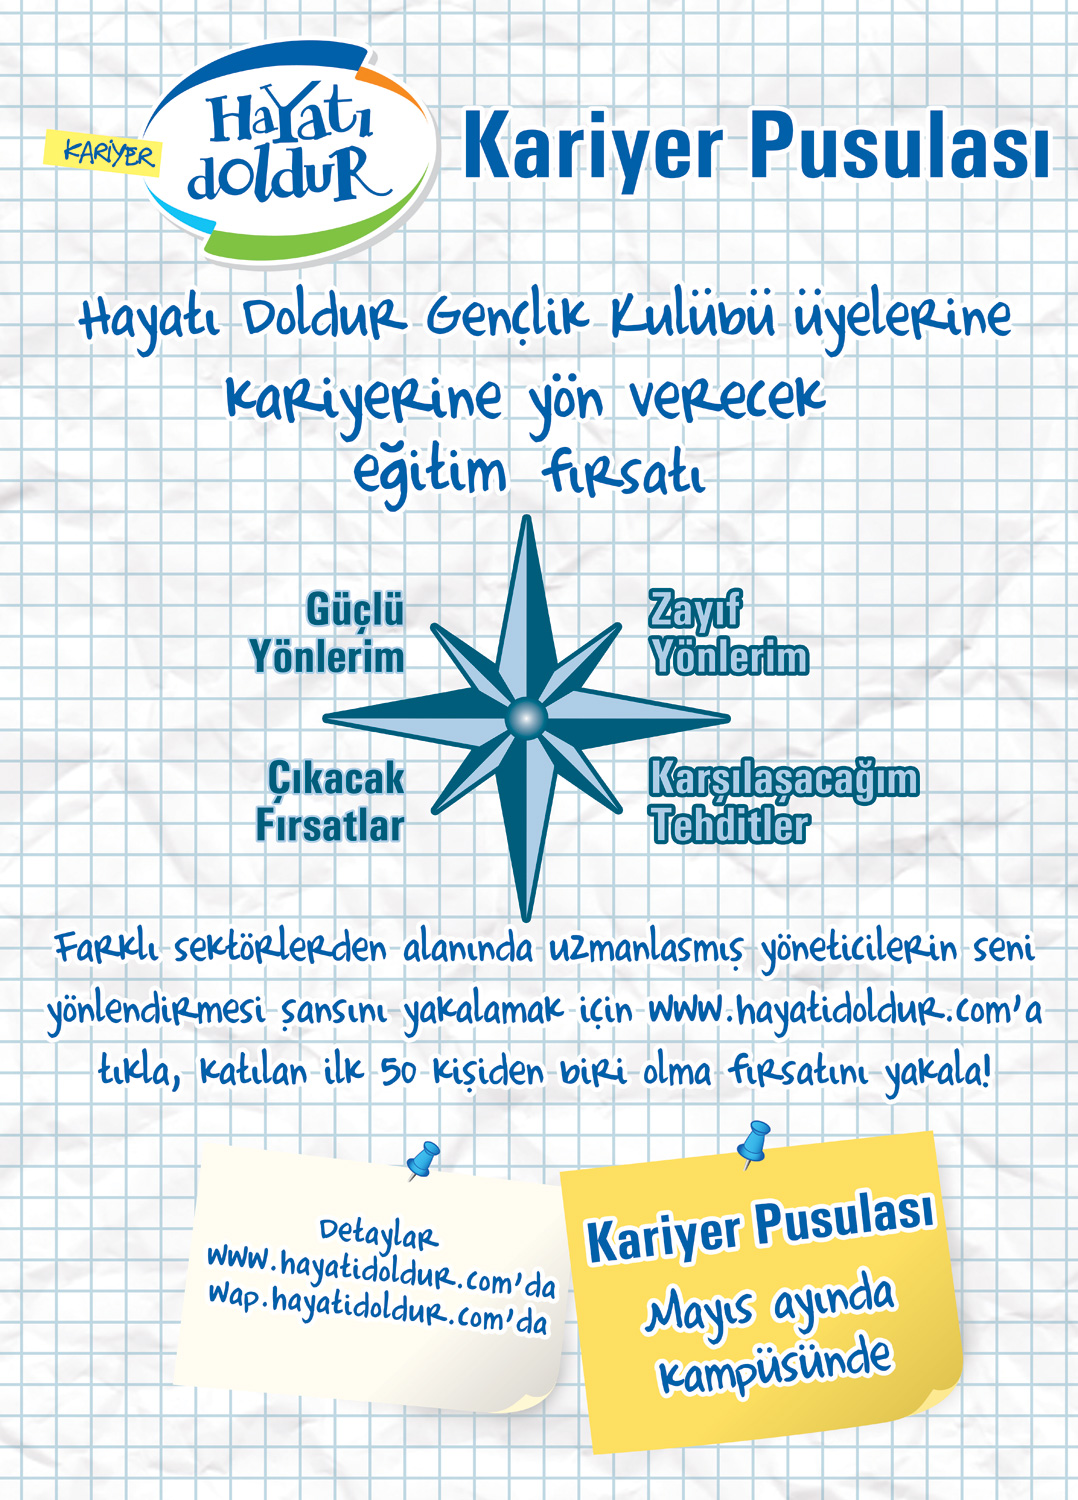 KARİYER
Hayatı
doldur
Kariyer Pusulası
Hayatı Doldur Gençlik Kulübü üyelerine
kariyerine yön verecek
eğitim fırsatı
Güçlü
Yönlerim
Zayıf
Yönlerim
Çıkacak
Fırsatlar
Karşılaşacağım
Tehditler
Farklı sektörlerden alanında uzmanlasmış yöneticilerin seni
yönlendirmesi şansını yakalamak için www.hayatidoldur.com'a
tıkla, katılan ilk 50 kişiden biri olma fırsatını yakala!
Detaylar
www.hayatidoldur.com'da
wap.hayatidoldur.com'da
Kariyer Pusulası
Mayıs ayında
kampüsünde